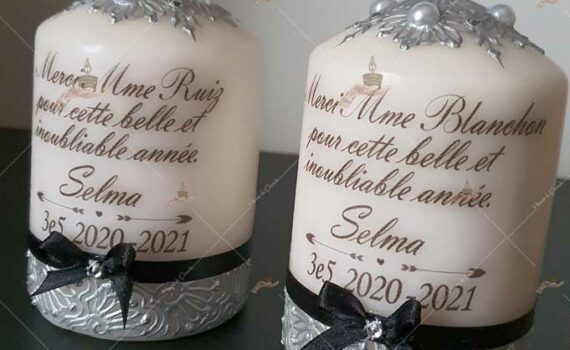 Merci Mme Ruiz
pour cette belle et
inoubliable année.
Selma
3e5 2020-2021
Merci Mme Blanchon
pour cette belle et
inoubliable année.
Selma
3e5 2020-2021